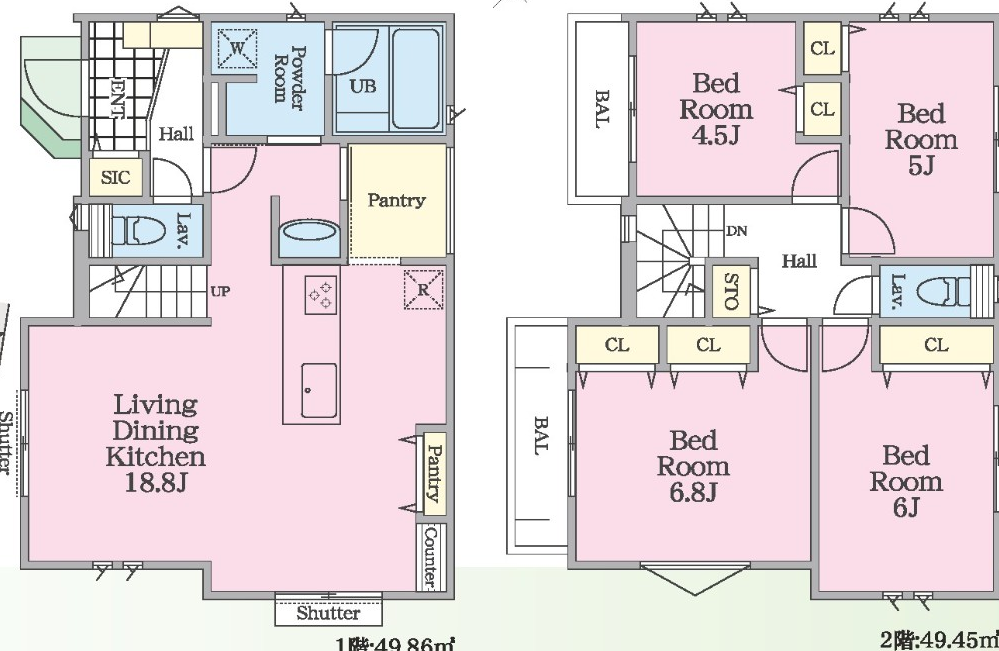 W
Powder
Room
UB
ENT
Hall
SIC
Lav.
Pantry
UP
R
Living
Dining
Kitchen
18.8J
Pantry
Counter
Shutter
Shutter
1階:49.86㎡
BAL
Bed
Room
4.5J
CL
CL
Bed
Room
5J
DN
Hall
STO
Lav.
CL
CL
CL
BAL
Bed
Room
6.8J
Bed
Room
6J
2階:49.45㎡